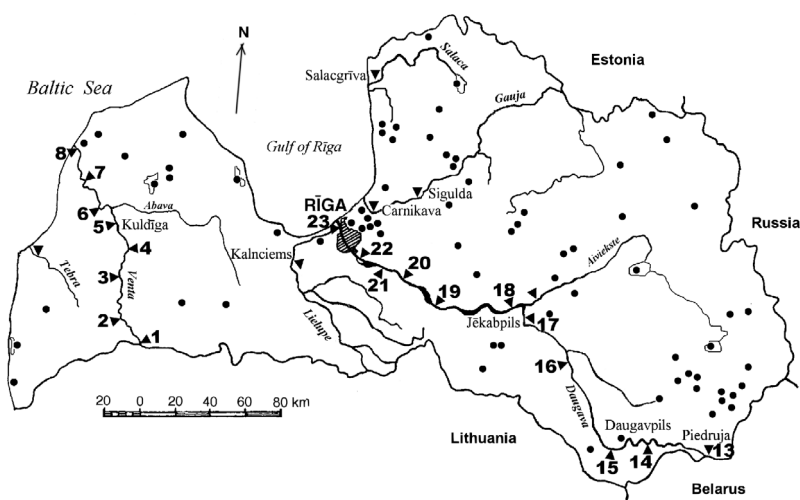 N
Estonia
Baltic Sea
Salacgrīva
Salaca
Gauja
Gulf of Rīga
8
7
Sigulda
Abava
RĪGA
Carnikava
6
5
Kuldīga
23
Russia
4
Kalnciems
22
Aiviekste
Tebra
3
Venta
21
20
2
19
18
Lielupe
Jēkabpils
17
1
16
20 0 20 40 60 80 km
Daugava
Daugavpils
Piedruja
Lithuania
15
14
13
Belarus